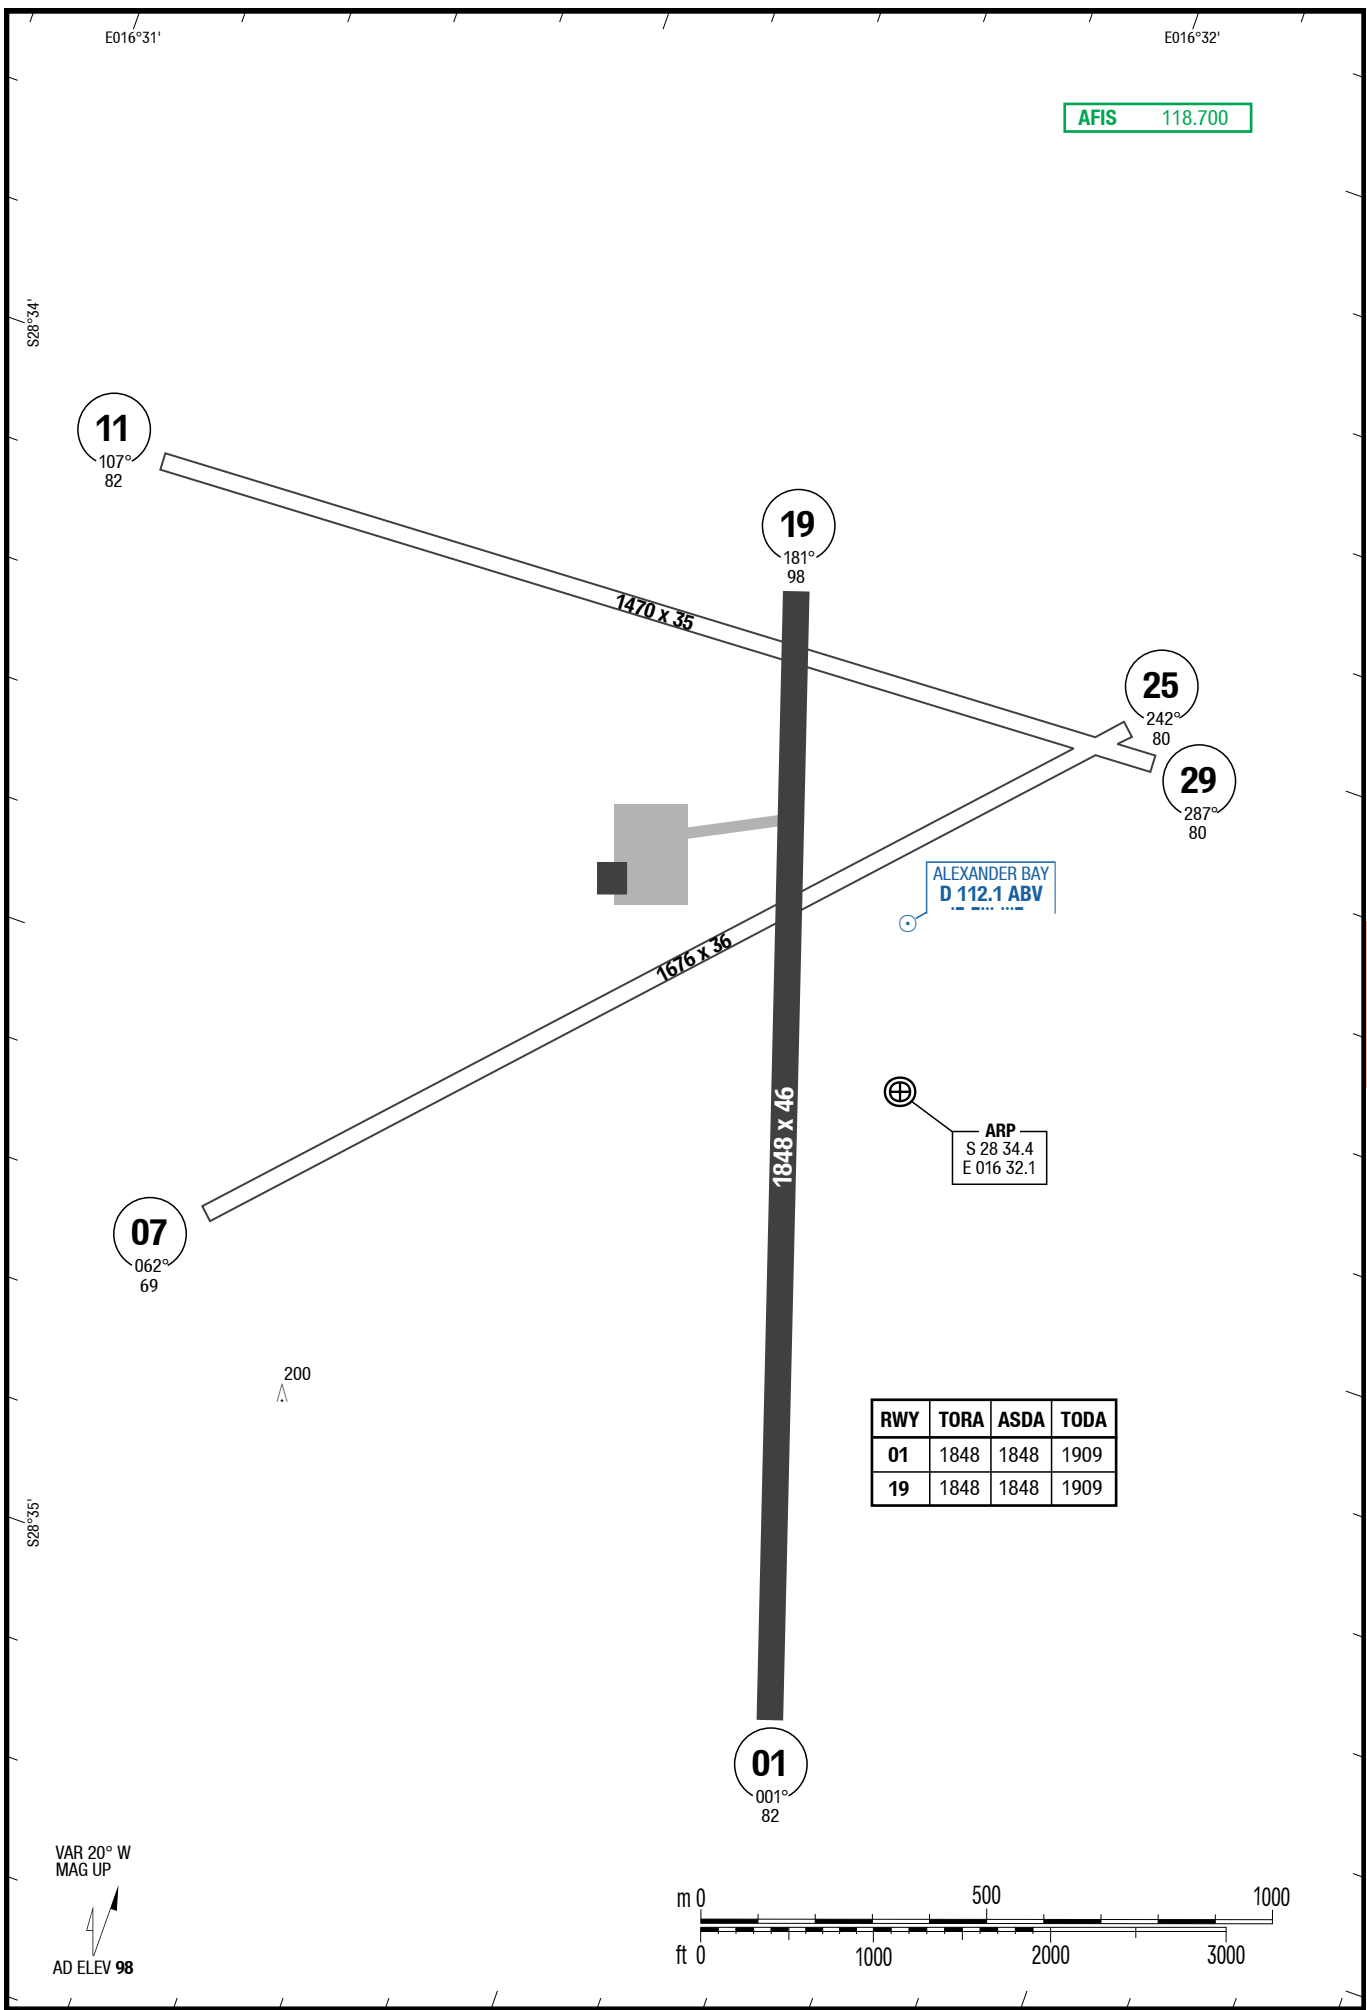 E016°31'
E016°32'
AFIS 118.700
S28°34'
11
107°
82
19
181°
98
1470 x 35
25
242°
80
29
287°
80
ALEXANDER BAY
D 112.1 ABV
1676 x 36
1848 x 46
ARP
S 28 34.4
E 016 32.1
07
062°
69
200
RWY TORA ASDA TODA
01 1848 1848 1909
19 1848 1848 1909
S28°35'
01
001°
82
VAR 20° W
MAG UP
AD ELEV 98
m 0 500 1000
ft 0 1000 2000 3000